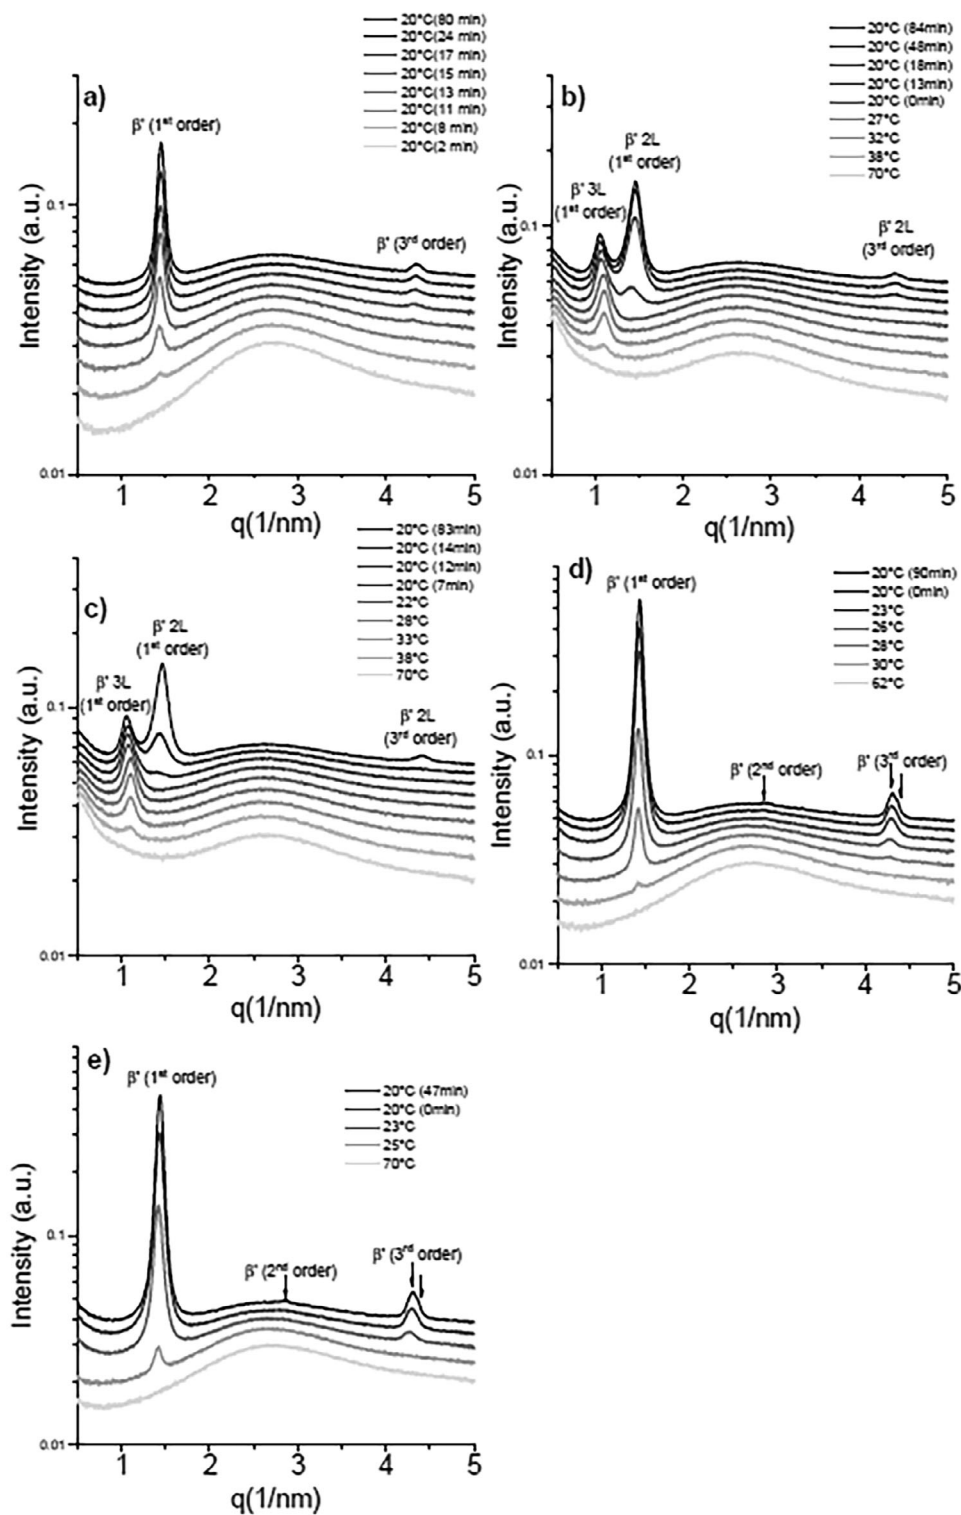 a)
20°C(80 min)
20°C(24 min)
20°C(17 min)
20°C(15 min)
20°C(13 min)
20°C(11 min)
20°C(8 min)
20°C(2 min)
β' (1st order)
β' (3rd order)
Intensity (a.u.)
0.1
0.01
1 2 3 4 5
q(1/nm)
b)
20°C (84min)
20°C (48min)
20°C (18min)
20°C (13min)
20°C (0min)
27°C
32°C
38°C
70°C
β' 2L
(1st order)
β' 3L
(1st order)
β' 2L
(3rd order)
Intensity (a.u.)
0.1
0.01
1 2 3 4 5
q(1/nm)
c)
20°C (83min)
20°C (14min)
20°C (12min)
20°C (7min)
22°C
28°C
33°C
38°C
70°C
β' 2L
(1st order)
β' 3L
(1st order)
β' 2L
(3rd order)
Intensity (a.u.)
0.1
0.01
1 2 3 4 5
q(1/nm)
d)
20°C (90min)
20°C (0min)
23°C
26°C
28°C
30°C
62°C
β' (1st order)
β' (2nd order)
β' (3rd order)
Intensity (a.u.)
0.1
0.01
1 2 3 4 5
q(1/nm)
e)
20°C (47min)
20°C (0min)
23°C
25°C
70°C
β' (1st order)
β' (2nd order)
β' (3rd order)
Intensity (a.u.)
0.1
0.01
1 2 3 4 5
q(1/nm)